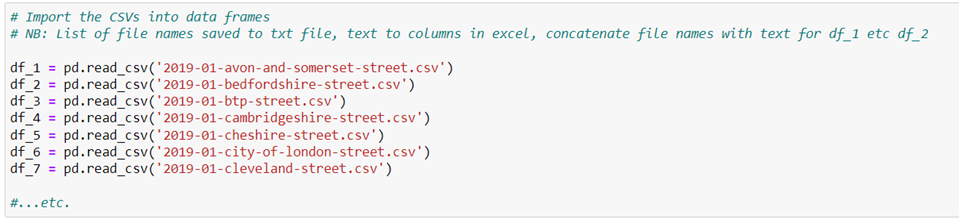 # Import the CSVs into data frames
# NB: List of file names saved to txt file, text to columns in excel, concatenate file names with text for df_1 etc df_2
df_1 = pd.read_csv('2019-01-avon-and-somerset-street.csv')
df_2 = pd.read_csv('2019-01-bedfordshire-street.csv')
df_3 = pd.read_csv('2019-01-btp-street.csv')
df_4 = pd.read_csv('2019-01-cambridgeshire-street.csv')
df_5 = pd.read_csv('2019-01-cheshire-street.csv')
df_6 = pd.read_csv('2019-01-city-of-london-street.csv')
df_7 = pd.read_csv('2019-01-cleveland-street.csv')
#...etc.